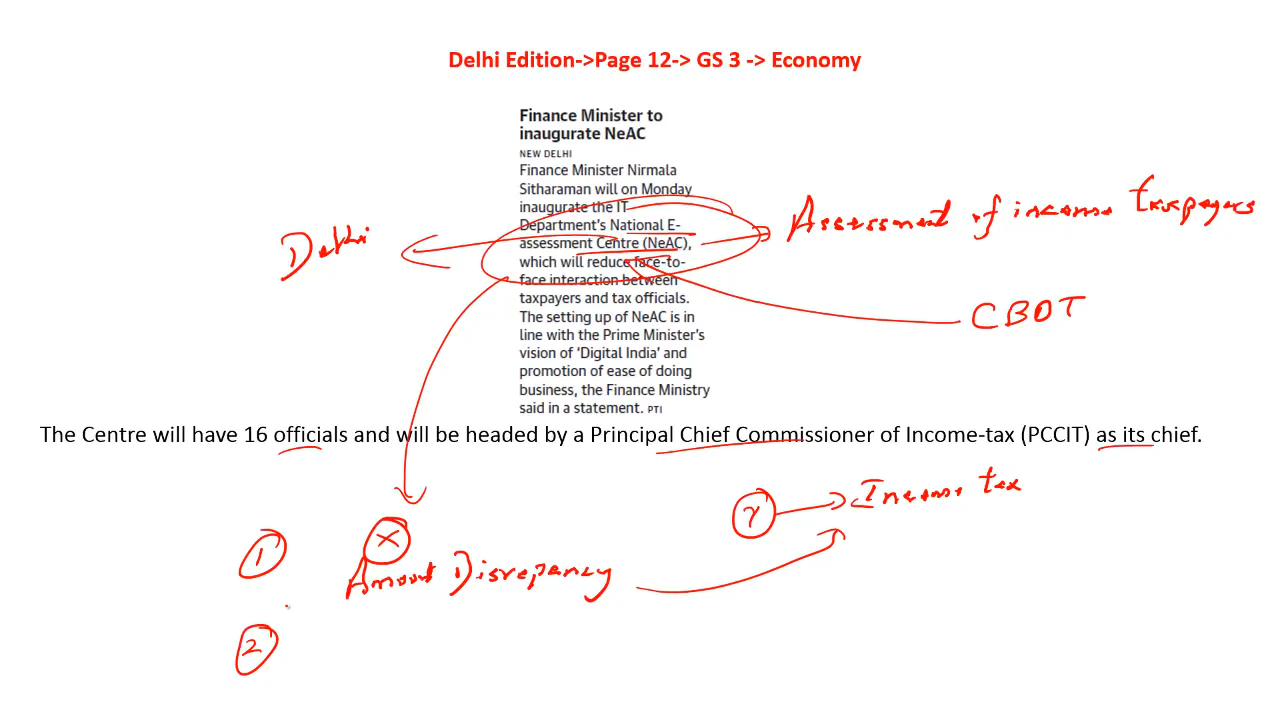 Delhi Edition->Page 12-> GS 3 -> Economy
Finance Minister to
inaugurate NeAC
NEW DELHI
Finance Minister Nirmala
Sitharaman will on Monday
inaugurate the IT
Department's National E-
assessment Centre (NeAC),
which will reduce face-to-
face interaction between
taxpayers and tax officials.
The setting up of NeAC is in
line with the Prime Minister's
vision of 'Digital India' and
promotion of ease of doing
business, the Finance Ministry
said in a statement. PTI
Delhi
Assessment of income taxpayers
CBDT
The Centre will have 16 officials and will be headed by a Principal Chief Commissioner of Income-tax (PCCIT) as its chief.
Y
Income tax
1
X
Amount Disrepency
2